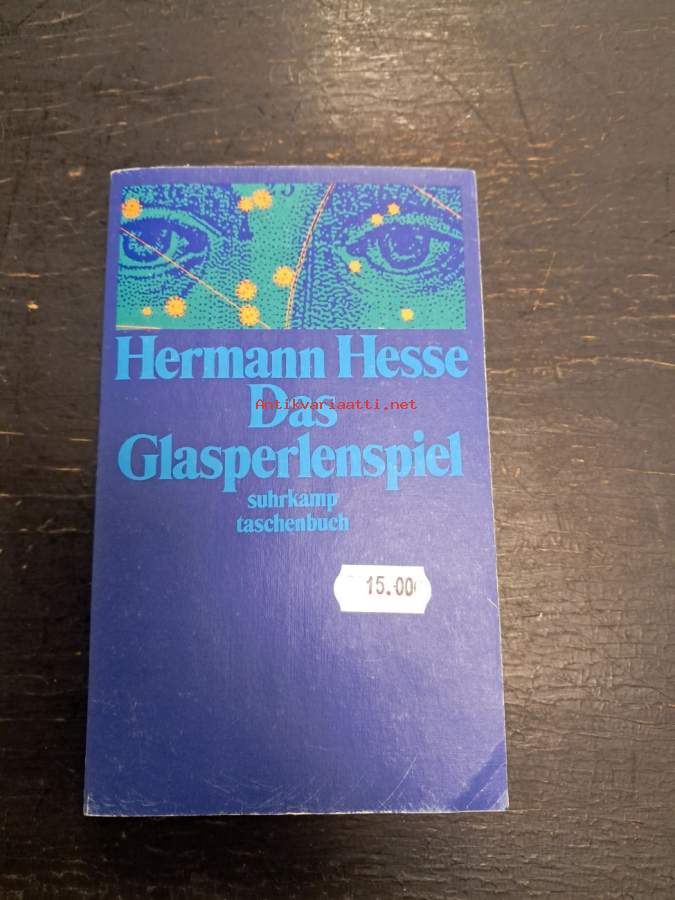 Hermann Hesse
Das
Antikvariaatti.net
Glasperlenspiel
suhrkamp
taschenbuch
15.00